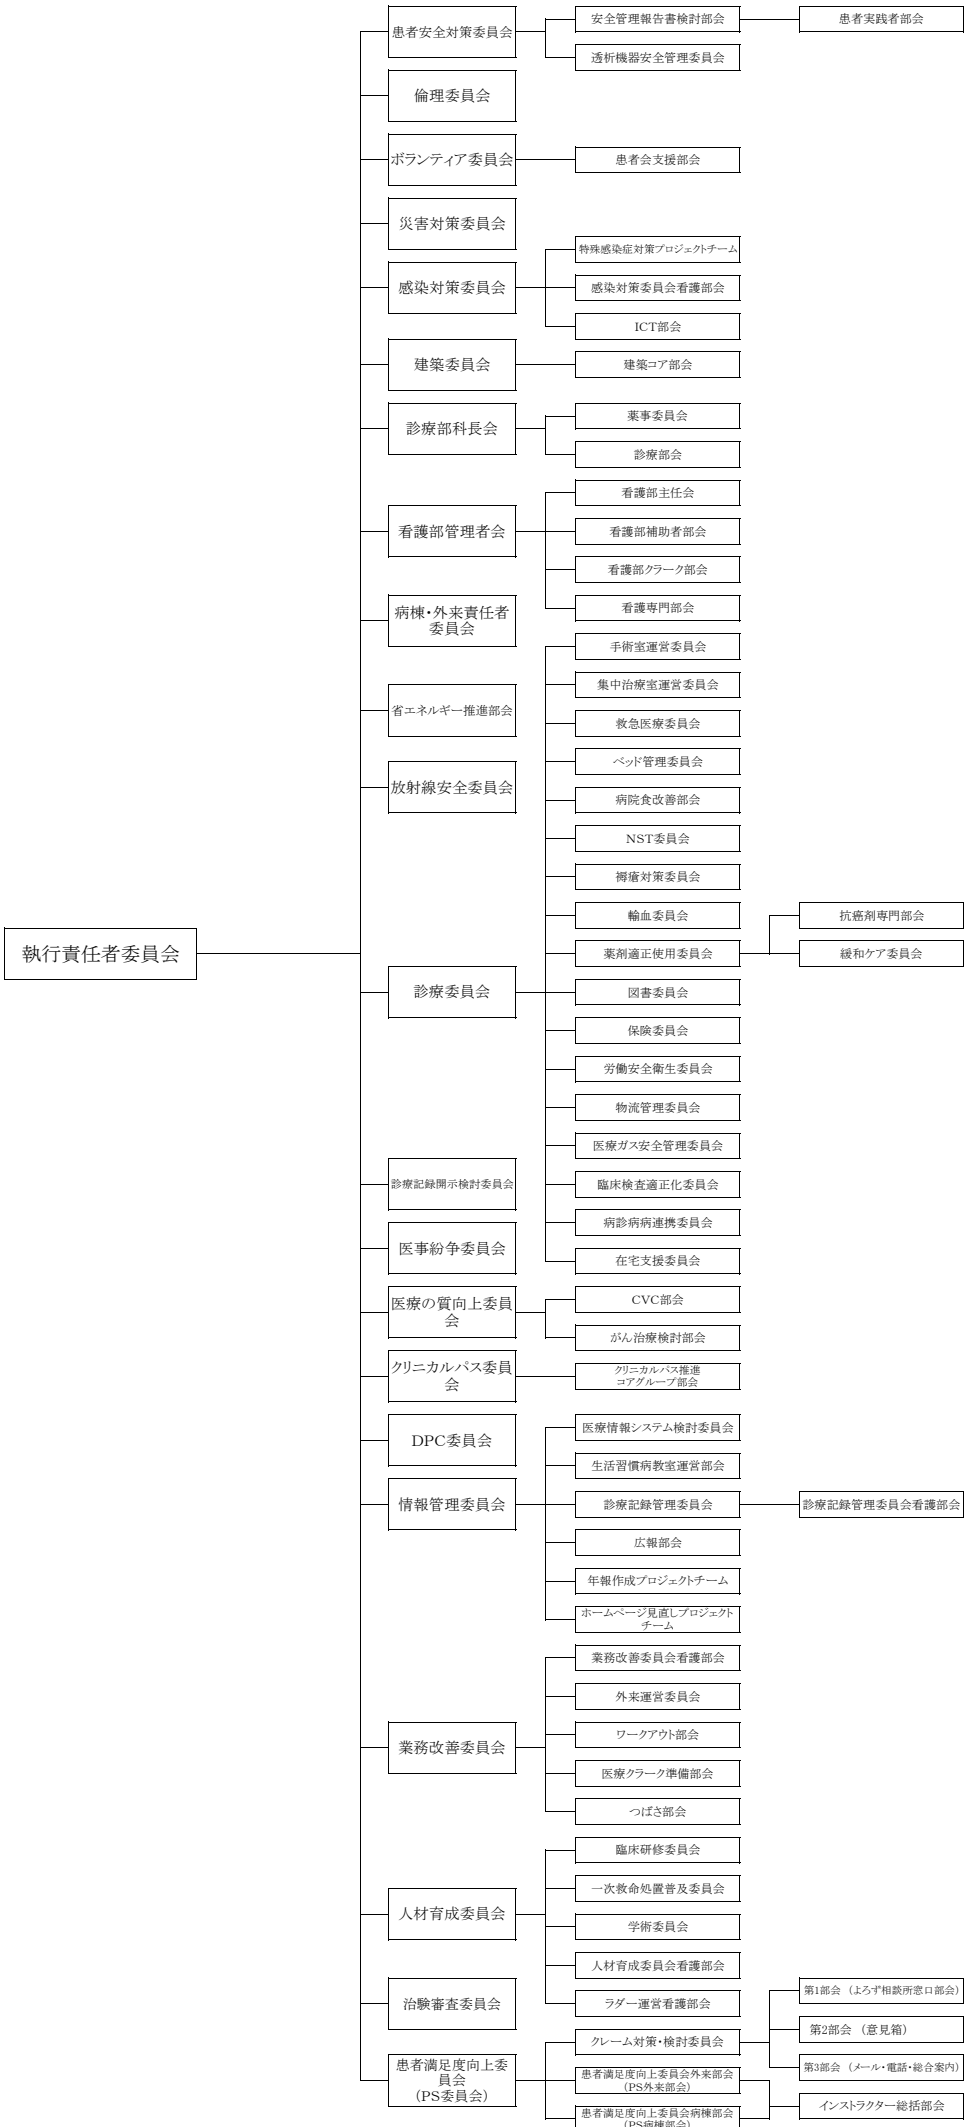 患者安全対策委員会
安全管理報告書検討部会
患者実践者部会
透析機器安全管理委員会
倫理委員会
ボランティア委員会
患者会支援部会
災害対策委員会
特殊感染症対策プロジェクトチーム
感染対策委員会
感染対策委員会看護部会
ICT部会
建築委員会
建築コア部会
診療部科長会
薬事委員会
診療部会
看護部管理者会
看護部主任会
看護部補助者部会
看護部クラーク部会
看護専門部会
病棟・外来責任者
委員会
省エネルギー推進部会
放射線安全委員会
執行責任者委員会
診療委員会
手術室運営委員会
集中治療室運営委員会
救急医療委員会
ベッド管理委員会
病院食改善部会
NST委員会
褥瘡対策委員会
輸血委員会
薬剤適正使用委員会
抗癌剤専門部会
緩和ケア委員会
図書委員会
保険委員会
労働安全衛生委員会
物流管理委員会
医療ガス安全管理委員会
臨床検査適正化委員会
病診病病連携委員会
在宅支援委員会
診療記録開示検討委員会
医事紛争委員会
医療の質向上委員
会
CVC部会
がん治療検討部会
クリニカルパス委員
会
クリニカルパス推進
コアグループ部会
DPC委員会
情報管理委員会
医療情報システム検討委員会
生活習慣病教室運営部会
診療記録管理委員会
診療記録管理委員会看護部会
広報部会
年報作成プロジェクトチーム
ホームページ見直しプロジェクト
チーム
業務改善委員会
業務改善委員会看護部会
外来運営委員会
ワークアウト部会
医療クラーク準備部会
つばさ部会
人材育成委員会
臨床研修委員会
一次救命処置普及委員会
学術委員会
人材育成委員会看護部会
ラダー運営看護部会
治験審査委員会
患者満足度向上委
員会
(PS委員会)
クレーム対策・検討委員会
第1部会 (よろず相談所窓口部会)
第2部会 (意見箱)
第3部会 (メール・電話・総合案内)
患者満足度向上委員会外来部会
(PS外来部会)
患者満足度向上委員会病棟部会
(PS病棟部会)
インストラクター総括部会